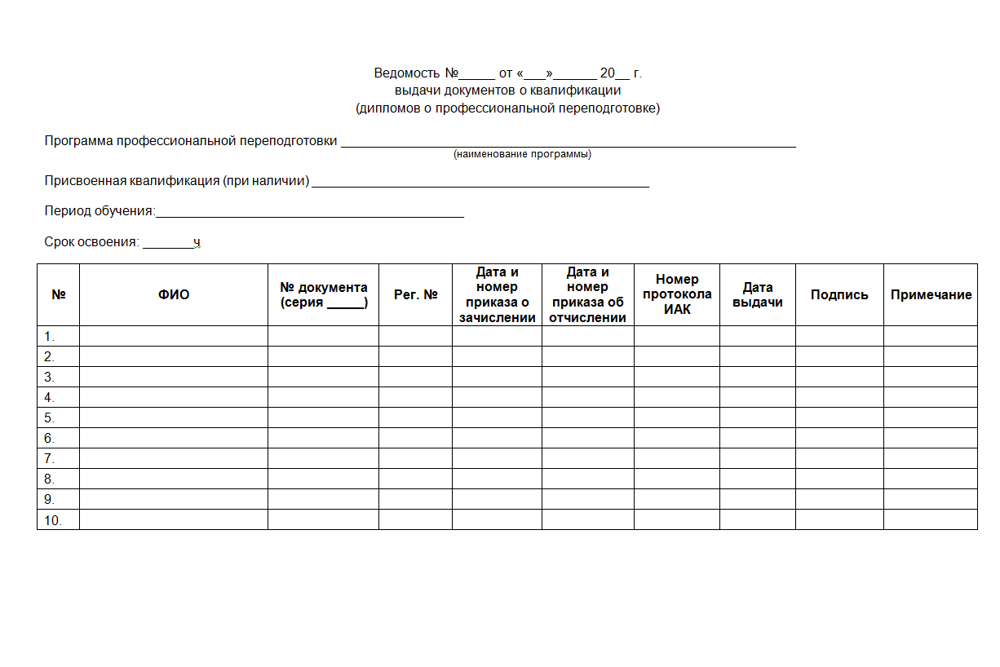 Ведомость №_____ от «___»______ 20__ г.
выдачи документов о квалификации
(дипломов о профессиональной переподготовке)
Программа профессиональной переподготовки ______________________________________________________________
(наименование программы)
Присвоенная квалификация (при наличии) ______________________________________________
Период обучения:__________________________________________
Срок освоения: _______ч
№ ФИО № документа (серия _____) Рег. № Дата и номер приказа о зачислении Дата и номер приказа об отчислении Номер протокола ИАК Дата выдачи Подпись Примечание
1.
2.
3.
4.
5.
6.
7.
8.
9.
10.